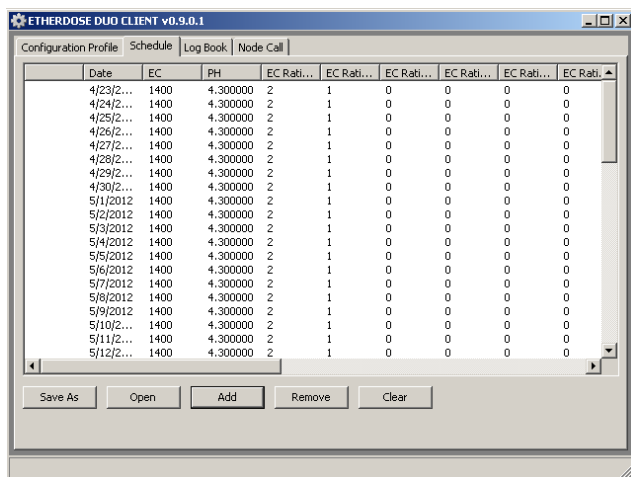 ETHERDOSE DUO CLIENT v0.9.0.1
Configuration Profile Schedule Log Book Node Call
Date EC PH EC Rati... EC Rati... EC Rati... EC Rati... EC Rati... EC Rati.
4/23/2... 1400 4.300000 2 1 0 0 0 0
4/24/2... 1400 4.300000 2 1 0 0 0 0
4/25/2... 1400 4.300000 2 1 0 0 0 0
4/26/2... 1400 4.300000 2 1 0 0 0 0
4/27/2... 1400 4.300000 2 1 0 0 0 0
4/28/2... 1400 4.300000 2 1 0 0 0 0
4/29/2... 1400 4.300000 2 1 0 0 0 0
4/30/2... 1400 4.300000 2 1 0 0 0 0
5/1/2012 1400 4.300000 2 1 0 0 0 0
5/2/2012 1400 4.300000 2 1 0 0 0 0
5/3/2012 1400 4.300000 2 1 0 0 0 0
5/4/2012 1400 4.300000 2 1 0 0 0 0
5/5/2012 1400 4.300000 2 1 0 0 0 0
5/6/2012 1400 4.300000 2 1 0 0 0 0
5/7/2012 1400 4.300000 2 1 0 0 0 0
5/8/2012 1400 4.300000 2 1 0 0 0 0
5/9/2012 1400 4.300000 2 1 0 0 0 0
5/10/2... 1400 4.300000 2 1 0 0 0 0
5/11/2... 1400 4.300000 2 1 0 0 0 0
5/12/2... 1400 4.300000 2 1 0 0 0 0
Save As Open Add Remove Clear